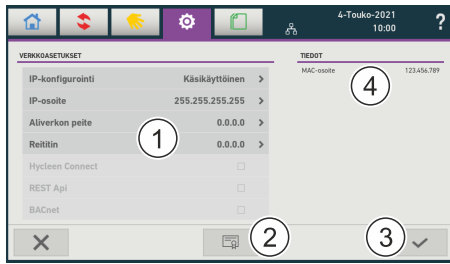 4-Touko-2021
10:00
?
VERKKOASETUKSET
IP-konfigurointi Käsikäyttöinen >
IP-osoite 255.255.255.255 >
Aliverkon peite 0.0.0.0 >
Reititin 0.0.0.0 >
Hycleen Connect
REST Api
BACnet
TIEDOT
MAC-osoite 123.456.789
1
2
3
4